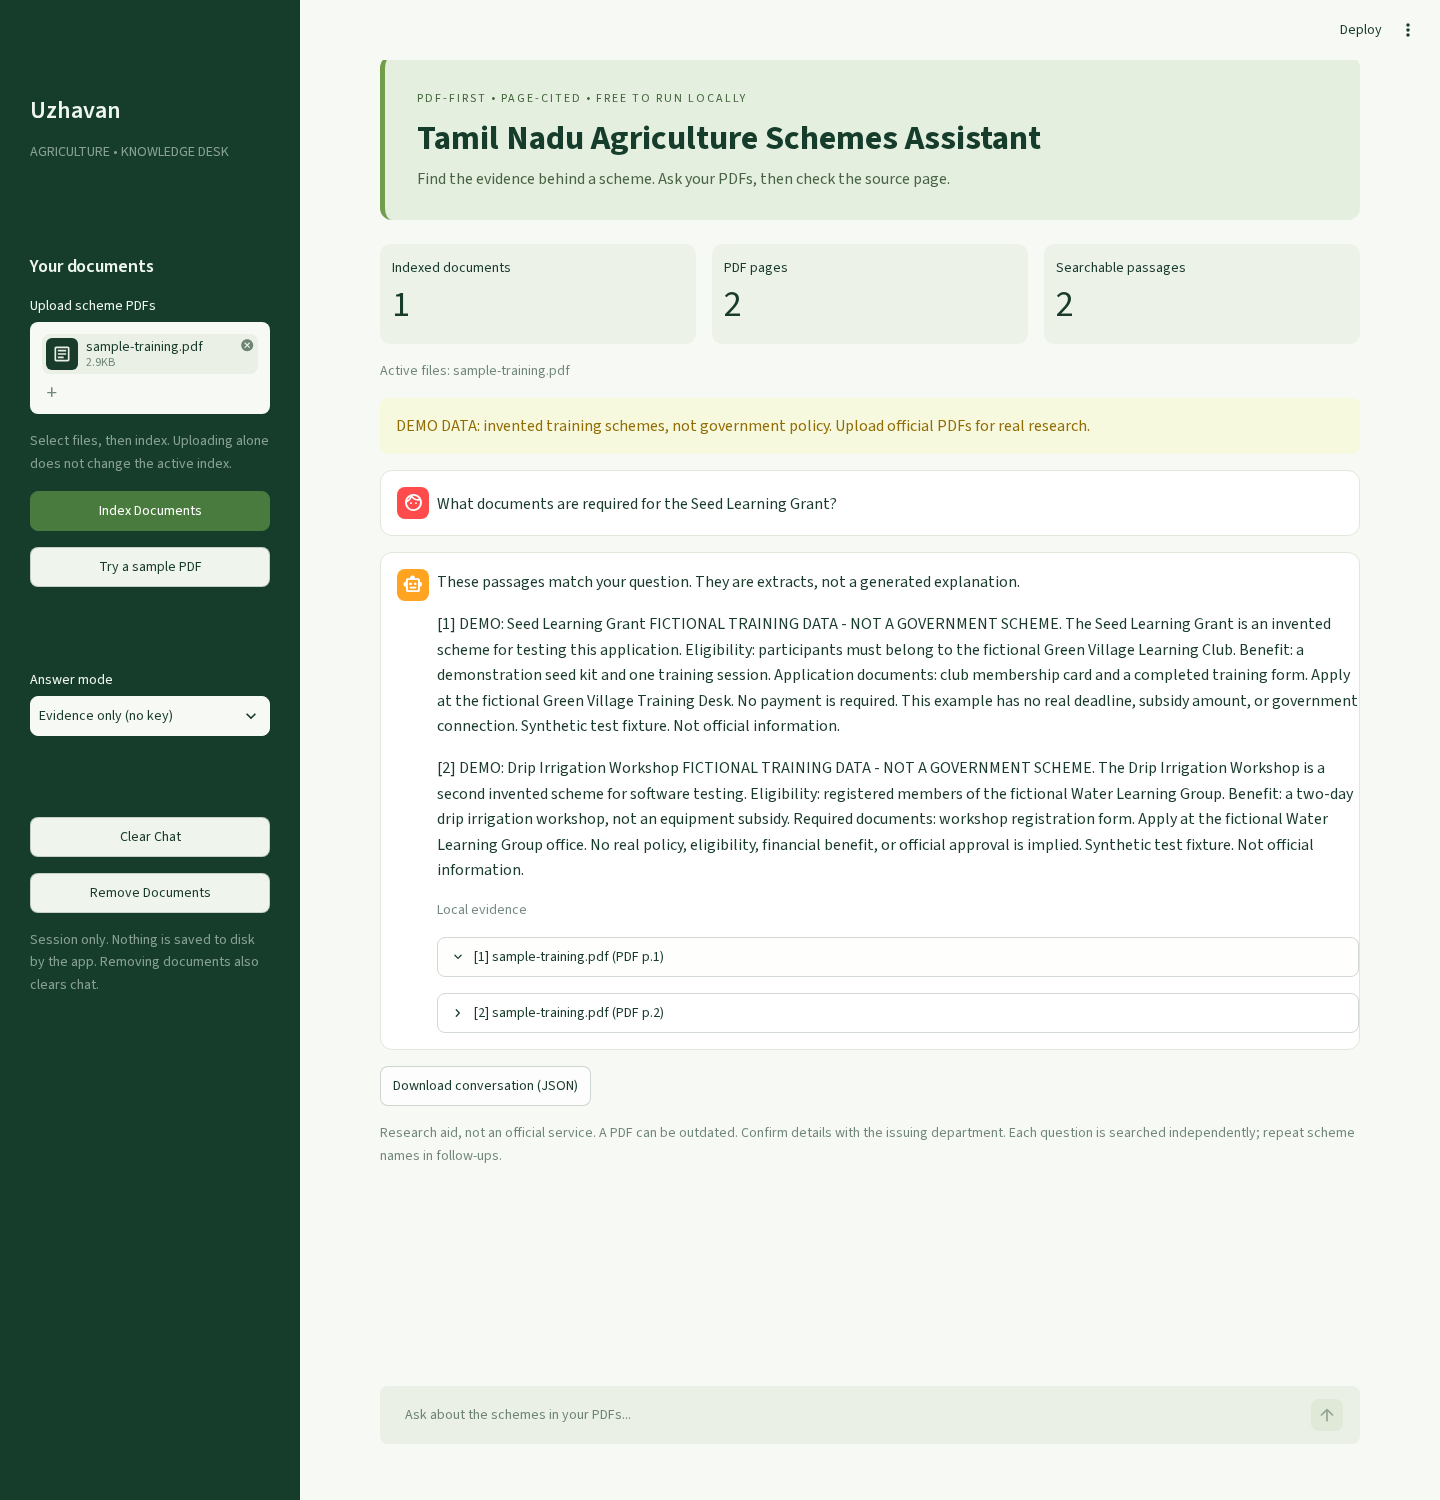 Deploy
Uzhavan
AGRICULTURE • KNOWLEDGE DESK
Your documents
Upload scheme PDFs
sample-training.pdf
2.9KB
+
Select files, then index. Uploading alone
does not change the active index.
Index Documents
Try a sample PDF
Answer mode
Evidence only (no key)
Clear Chat
Remove Documents
Session only. Nothing is saved to disk
by the app. Removing documents also
clears chat.
PDF-FIRST • PAGE-CITED • FREE TO RUN LOCALLY
Tamil Nadu Agriculture Schemes Assistant
Find the evidence behind a scheme. Ask your PDFs, then check the source page.
Indexed documents
1
PDF pages
2
Searchable passages
2
Active files: sample-training.pdf
DEMO DATA: invented training schemes, not government policy. Upload official PDFs for real research.
What documents are required for the Seed Learning Grant?
These passages match your question. They are extracts, not a generated explanation.
[1] DEMO: Seed Learning Grant FICTIONAL TRAINING DATA - NOT A GOVERNMENT SCHEME. The Seed Learning Grant is an invented
scheme for testing this application. Eligibility: participants must belong to the fictional Green Village Learning Club. Benefit: a
demonstration seed kit and one training session. Application documents: club membership card and a completed training form. Apply
at the fictional Green Village Training Desk. No payment is required. This example has no real deadline, subsidy amount, or government
connection. Synthetic test fixture. Not official information.
[2] DEMO: Drip Irrigation Workshop FICTIONAL TRAINING DATA - NOT A GOVERNMENT SCHEME. The Drip Irrigation Workshop is a
second invented scheme for software testing. Eligibility: registered members of the fictional Water Learning Group. Benefit: a two-day
drip irrigation workshop, not an equipment subsidy. Required documents: workshop registration form. Apply at the fictional Water
Learning Group office. No real policy, eligibility, financial benefit, or official approval is implied. Synthetic test fixture. Not official
information.
Local evidence
[1] sample-training.pdf (PDF p.1)
[2] sample-training.pdf (PDF p.2)
Download conversation (JSON)
Research aid, not an official service. A PDF can be outdated. Confirm details with the issuing department. Each question is searched independently; repeat scheme
names in follow-ups.
Ask about the schemes in your PDFs...